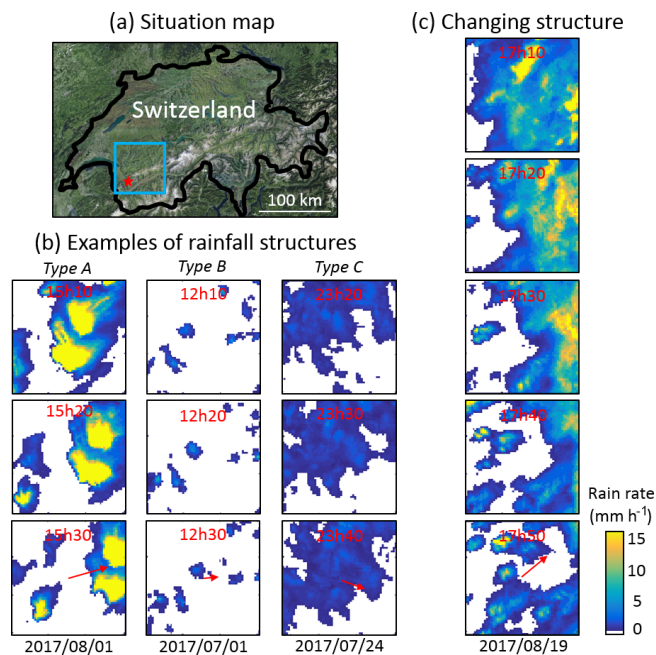 (a) Situation map
Switzerland
100 km
(b) Examples of rainfall structures
Type A
Type B
Type C
15h10
12h10
23h20
15h20
12h20
23h30
15h30
12h30
23h40
2017/08/01
2017/07/01
2017/07/24
(c) Changing structure
17h10
17h20
17h30
17h40
17h50
2017/08/19
Rain rate
(mm h⁻¹)
15
10
5
0